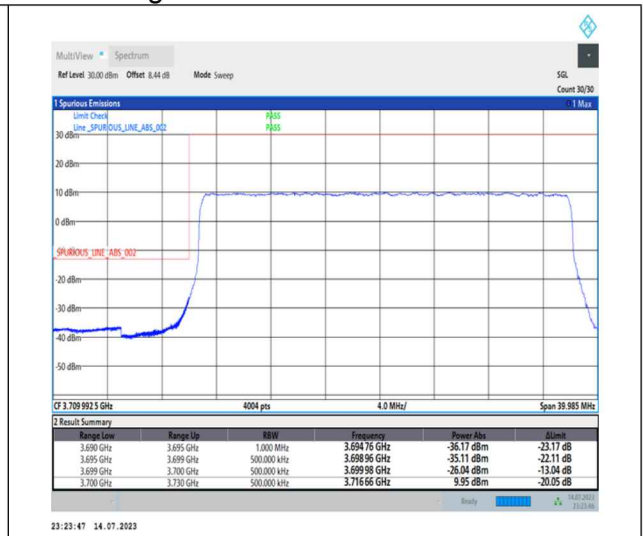 MultiView Spectrum
Ref Level 30.00 dBm Offset 8.44 dB Mode Sweep SGL
Count 30/30
1 Spurious Emissions 1 Max
Limit Check PASS
Line _SPURIOUS_LINE_ABS_002 PASS
30 dBm
20 dBm
10 dBm
0 dBm
_SPURIOUS_LINE_ABS_002
-20 dBm
-30 dBm
-40 dBm
-50 dBm
CF 3.709 992 5 GHz 4004 pts 4.0 MHz/ Span 39.985 MHz
2 Result Summary
Range Low Range Up RBW Frequency Power Abs ΔLimit
3.690 GHz 3.695 GHz 1.000 MHz 3.694 76 GHz -36.17 dBm -23.17 dB
3.695 GHz 3.699 GHz 500.000 kHz 3.698 96 GHz -35.11 dBm -22.11 dB
3.699 GHz 3.700 GHz 500.000 kHz 3.699 98 GHz -26.04 dBm -13.04 dB
3.700 GHz 3.730 GHz 500.000 kHz 3.716 66 GHz 9.95 dBm -20.05 dB
Ready 14.07.2023
23:23:46
23:23:47 14.07.2023